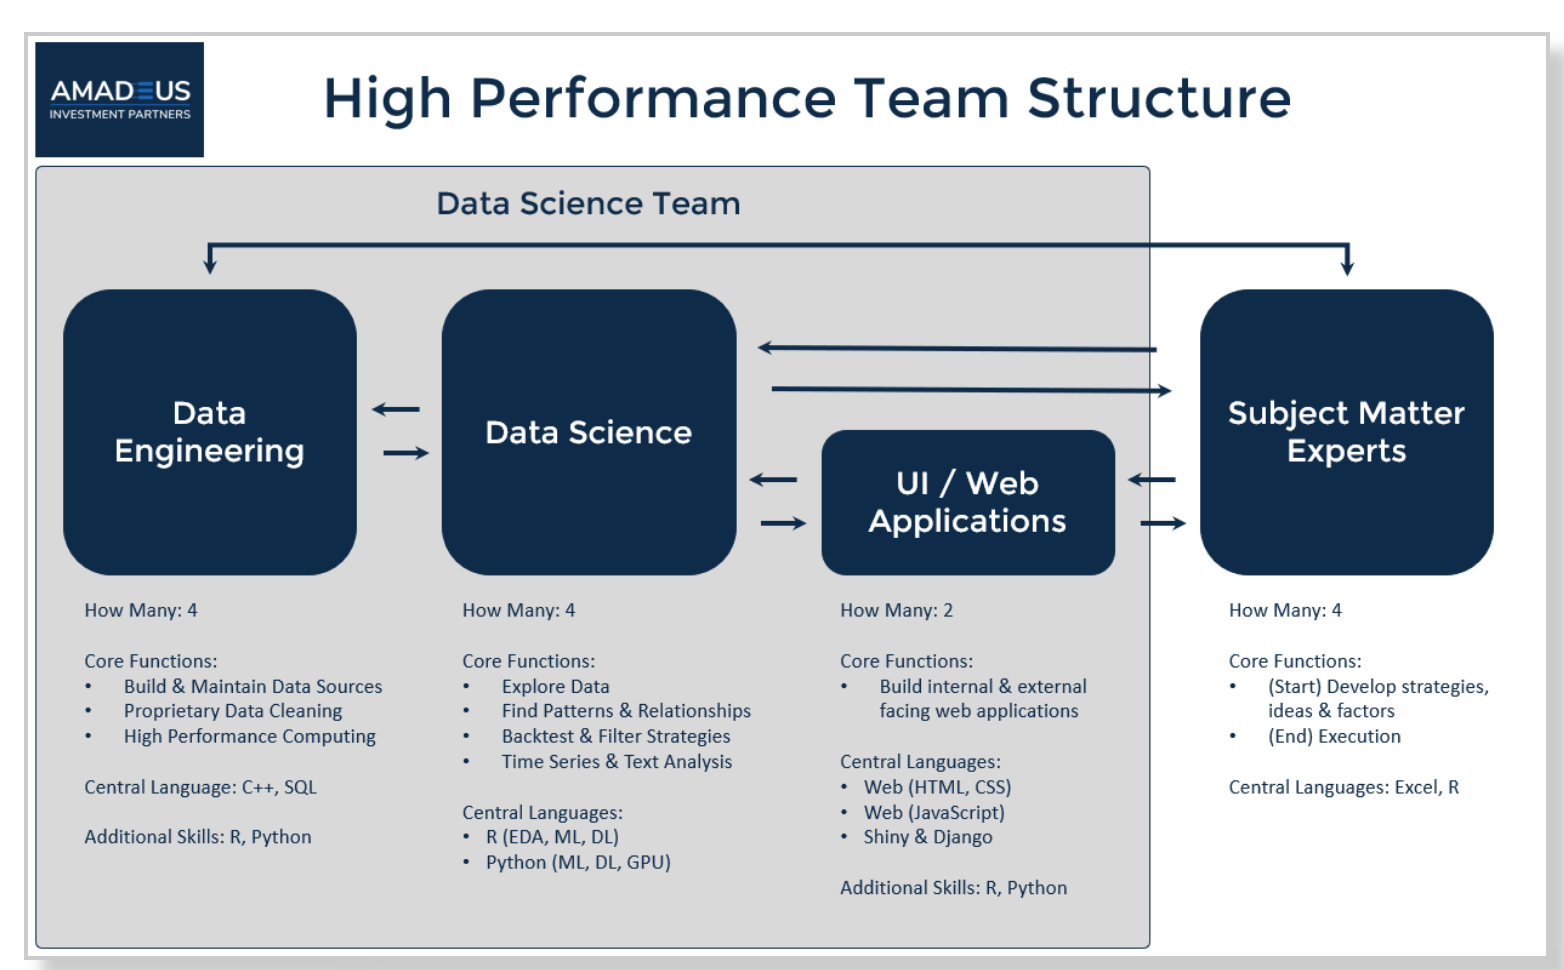 AMADEUS
INVESTMENT PARTNERS
High Performance Team Structure
Data Science Team
Data
Engineering
Data Science
UI / Web
Applications
Subject Matter
Experts
How Many: 4
Core Functions:
• Build & Maintain Data Sources
• Proprietary Data Cleaning
• High Performance Computing
Central Language: C++, SQL
Additional Skills: R, Python
How Many: 4
Core Functions:
• Explore Data
• Find Patterns & Relationships
• Backtest & Filter Strategies
• Time Series & Text Analysis
Central Languages:
• R (EDA, ML, DL)
• Python (ML, DL, GPU)
How Many: 2
Core Functions:
• Build internal & external
facing web applications
Central Languages:
• Web (HTML, CSS)
• Web (JavaScript)
• Shiny & Django
Additional Skills: R, Python
How Many: 4
Core Functions:
• (Start) Develop strategies,
ideas & factors
• (End) Execution
Central Languages: Excel, R